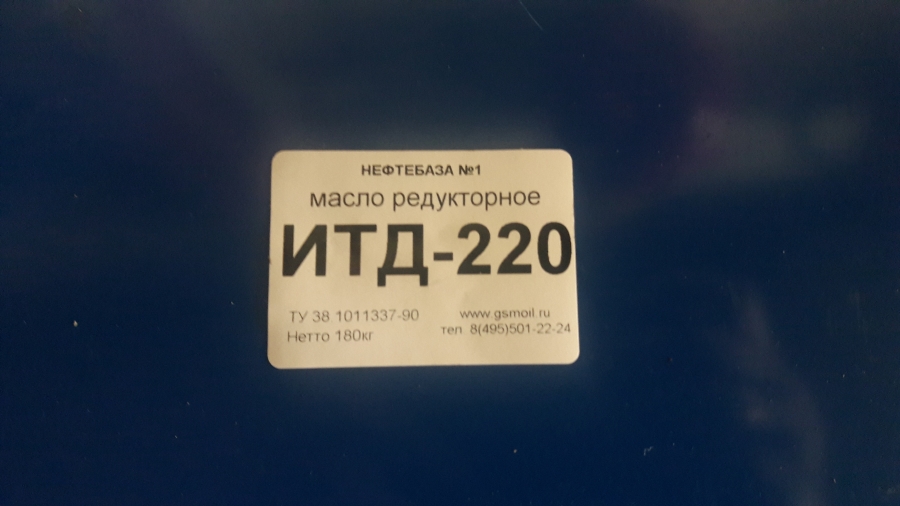 НЕФТЕБАЗА №1
масло редукторное
ИТД-220
ТУ 38.1011337-90
Нетто 180кг
www.gsmoil.ru
тел. 8(495)501-22-24